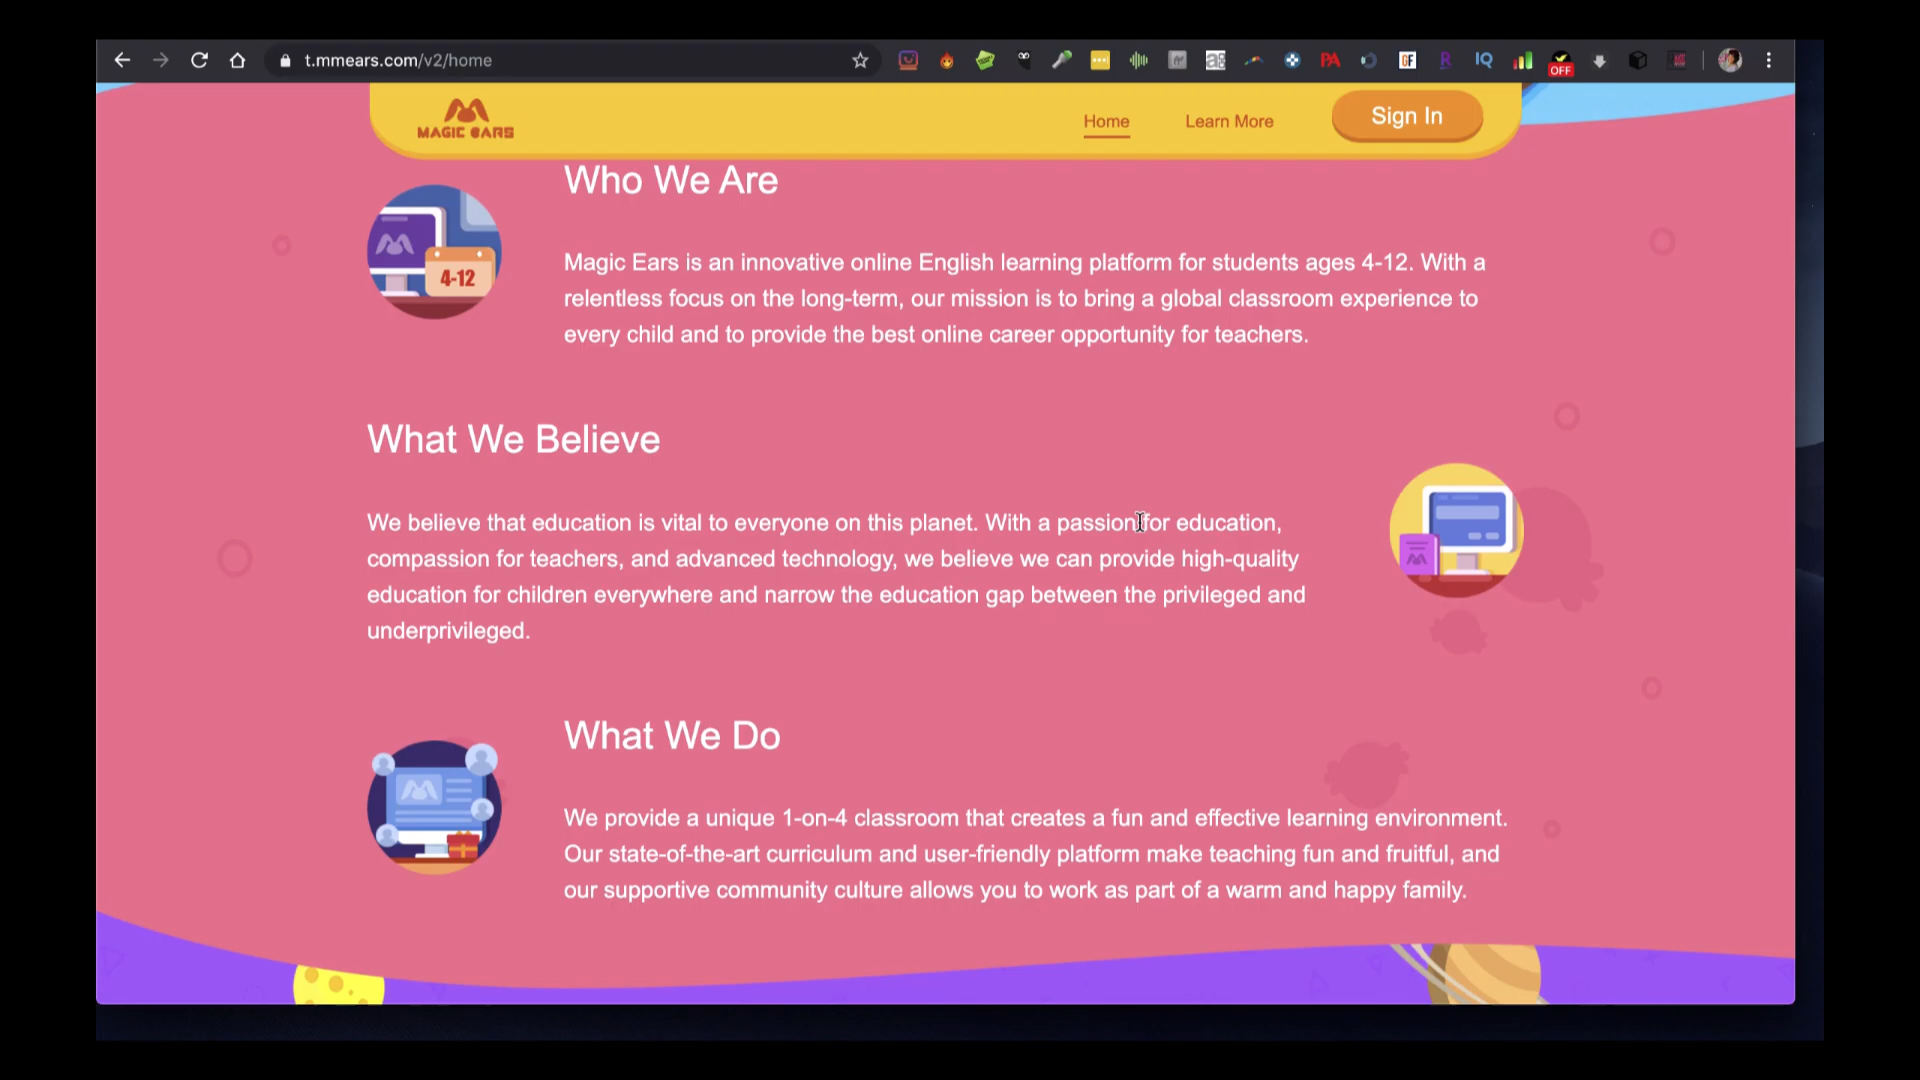 t.mmears.com/v2/home
PA
GF
R
IQ
OFF
MAGIC EARS
Home
Learn More
Sign In
Who We Are
4-12
Magic Ears is an innovative online English learning platform for students ages 4-12. With a
relentless focus on the long-term, our mission is to bring a global classroom experience to
every child and to provide the best online career opportunity for teachers.
What We Believe
We believe that education is vital to everyone on this planet. With a passion for education,
compassion for teachers, and advanced technology, we believe we can provide high-quality
education for children everywhere and narrow the education gap between the privileged and
underprivileged.
What We Do
We provide a unique 1-on-4 classroom that creates a fun and effective learning environment.
Our state-of-the-art curriculum and user-friendly platform make teaching fun and fruitful, and
our supportive community culture allows you to work as part of a warm and happy family.